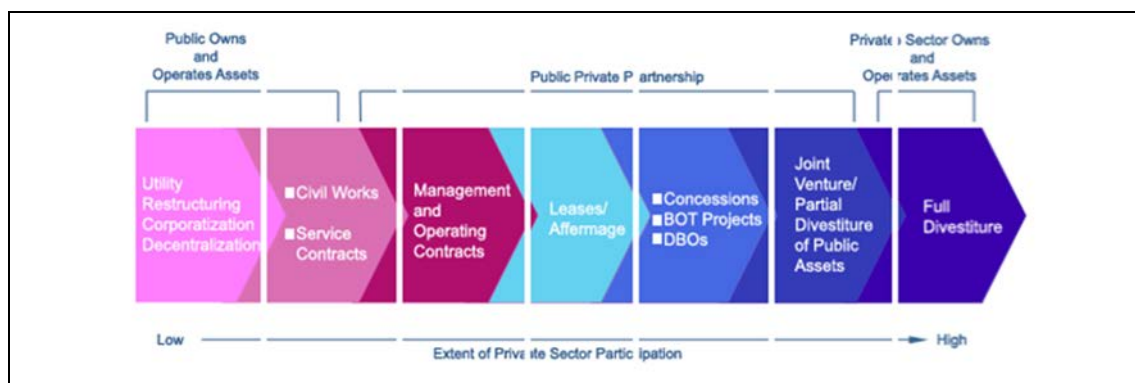 Public Owns
and
Operates Assets
Public Private Partnership
Private Sector Owns
and
Operates Assets
Utility
Restructuring
Corporatization
Decentralization
Civil Works
Service
Contracts
Management
and
Operating
Contracts
Leases/
Affermage
Concessions
BOT Projects
DBOs
Joint
Venture/
Partial
Divestiture
of Public
Assets
Full
Divestiture
Low
High
Extent of Private Sector Participation